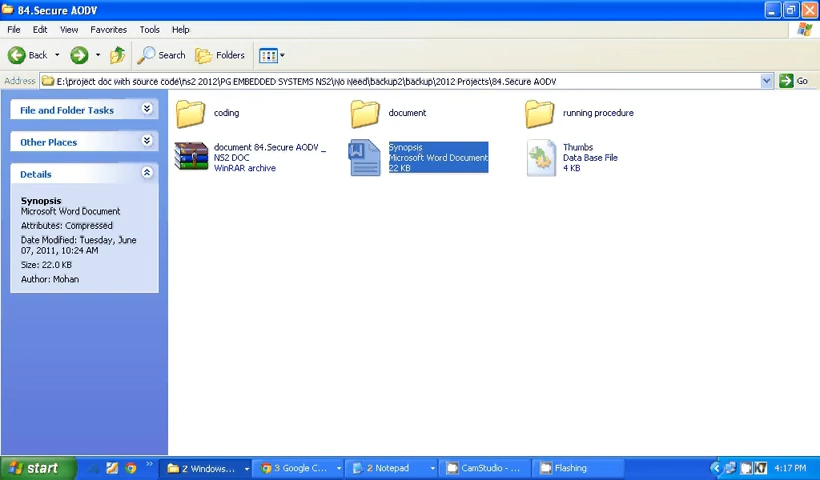 84.Secure AODV
File Edit View Favorites Tools Help
Back Search Folders
Address E:\project doc with source code\ns2 2012\PG EMBEDDED SYSTEMS NS2\No Need\backup2\backup\2012 Projects\84.Secure AODV Go
File and Folder Tasks
Other Places
Details
Synopsis
Microsoft Word Document
Attributes: Compressed
Date Modified: Tuesday, June
07, 2011, 10:24 AM
Size: 22.0 KB
Author: Mohan
coding
document
running procedure
document 84.Secure AODV _
NS2 DOC
WinRAR archive
Synopsis
Microsoft Word Document
22 KB
Thumbs
Data Base File
4 KB
start
2 Windows...
3 Google C...
2 Notepad
CamStudio - ...
Flashing
4:17 PM